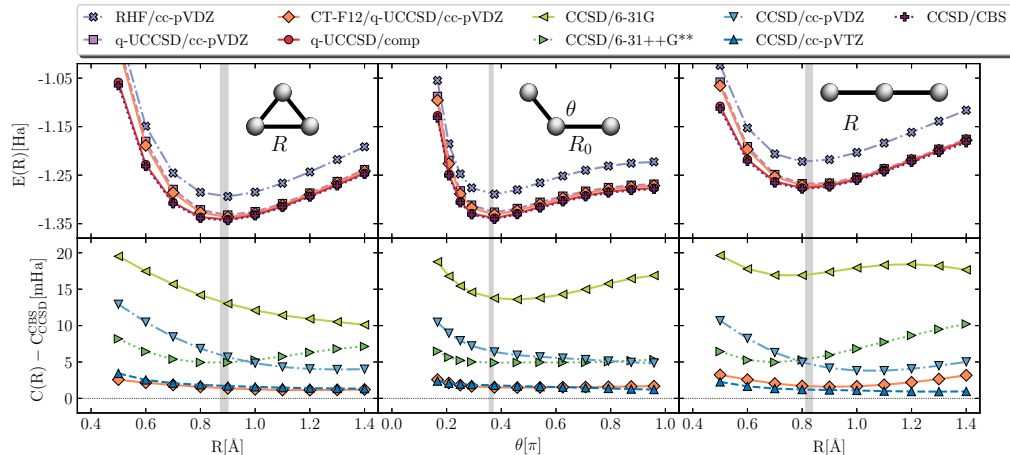 RHF/cc-pVDZ CT-F12/q-UCCSD/cc-pVDZ CCSD/6-31G CCSD/cc-pVDZ CCSD/CBS
q-UCCSD/cc-pVDZ q-UCCSD/comp CCSD/6-31++G** CCSD/cc-pVTZ
E(R)[Ha]
-1.05
-1.15
-1.25
-1.35
R
θ
R₀
R
C(R) − C^CBS_CCSD [mHa]
20
15
10
5
0
0.4 0.6 0.8 1.0 1.2 1.4
R[Å]
0.0 0.2 0.4 0.6 0.8 1.0
θ[π]
0.4 0.6 0.8 1.0 1.2 1.4
R[Å]